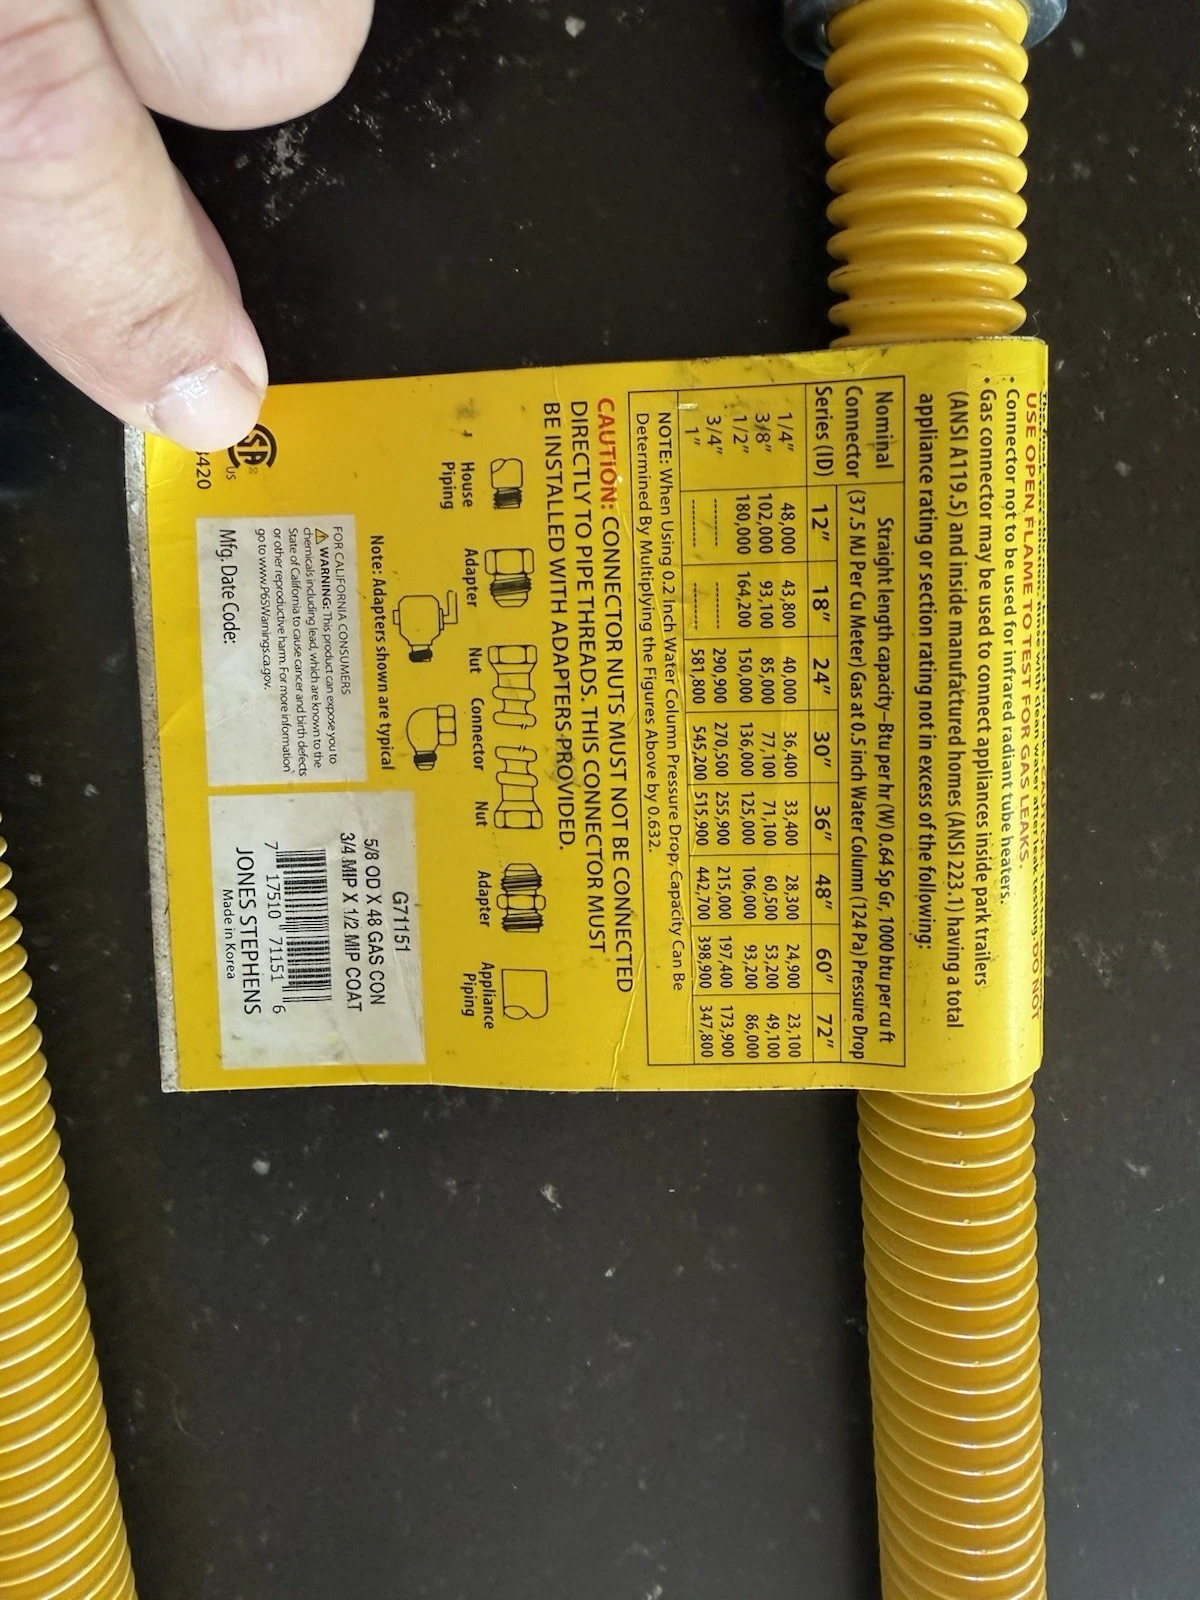 USE OPEN FLAME TO TEST FOR GAS LEAKS.
• Connector not to be used for infrared radiant tube heaters.
• Gas connector may be used to connect appliances inside park trailers
(ANSI A119.5) and inside manufactured homes (ANSI 223.1) having a total
appliance rating or section rating not in excess of the following:
Nominal Connector Series (ID)
Straight length capacity–Btu per hr (W) 0.64 Sp Gr, 1000 btu per cu ft
(37.5 MJ Per Cu Meter) Gas at 0.5 inch Water Column (124 Pa) Pressure Drop
12" 18" 24" 30" 36" 48" 60" 72"
1/4" 48,000 43,800 40,000 36,400 33,400 28,300 24,900 23,100
3/8" 102,000 93,100 85,000 77,100 71,100 60,500 53,200 49,100
1/2" 180,000 164,200 150,000 136,000 125,000 106,000 93,200 86,000
3/4" -------- -------- 290,900 270,500 255,900 215,000 197,400 173,900
1" -------- -------- 581,800 545,200 515,900 442,700 398,900 347,800
NOTE: When Using 0.2 Inch Water Column Pressure Drop, Capacity Can Be
Determined By Multiplying the Figures Above by 0.632.
CAUTION: CONNECTOR NUTS MUST NOT BE CONNECTED
DIRECTLY TO PIPE THREADS. THIS CONNECTOR MUST
BE INSTALLED WITH ADAPTERS PROVIDED.
House Piping
Adapter
Nut
Connector
Nut
Adapter
Appliance Piping
Note: Adapters shown are typical
FOR CALIFORNIA CONSUMERS
⚠ WARNING: This product can expose you to
chemicals including lead, which are known to the
State of California to cause cancer and birth defects
or other reproductive harm. For more information
go to www.P65Warnings.ca.gov.
Mfg. Date Code:
®
US
420
G71151
5/8 OD X 48 GAS CON
3/4 MIP X 1/2 MIP COAT
7 17510 71151 6
JONES STEPHENS
Made in Korea